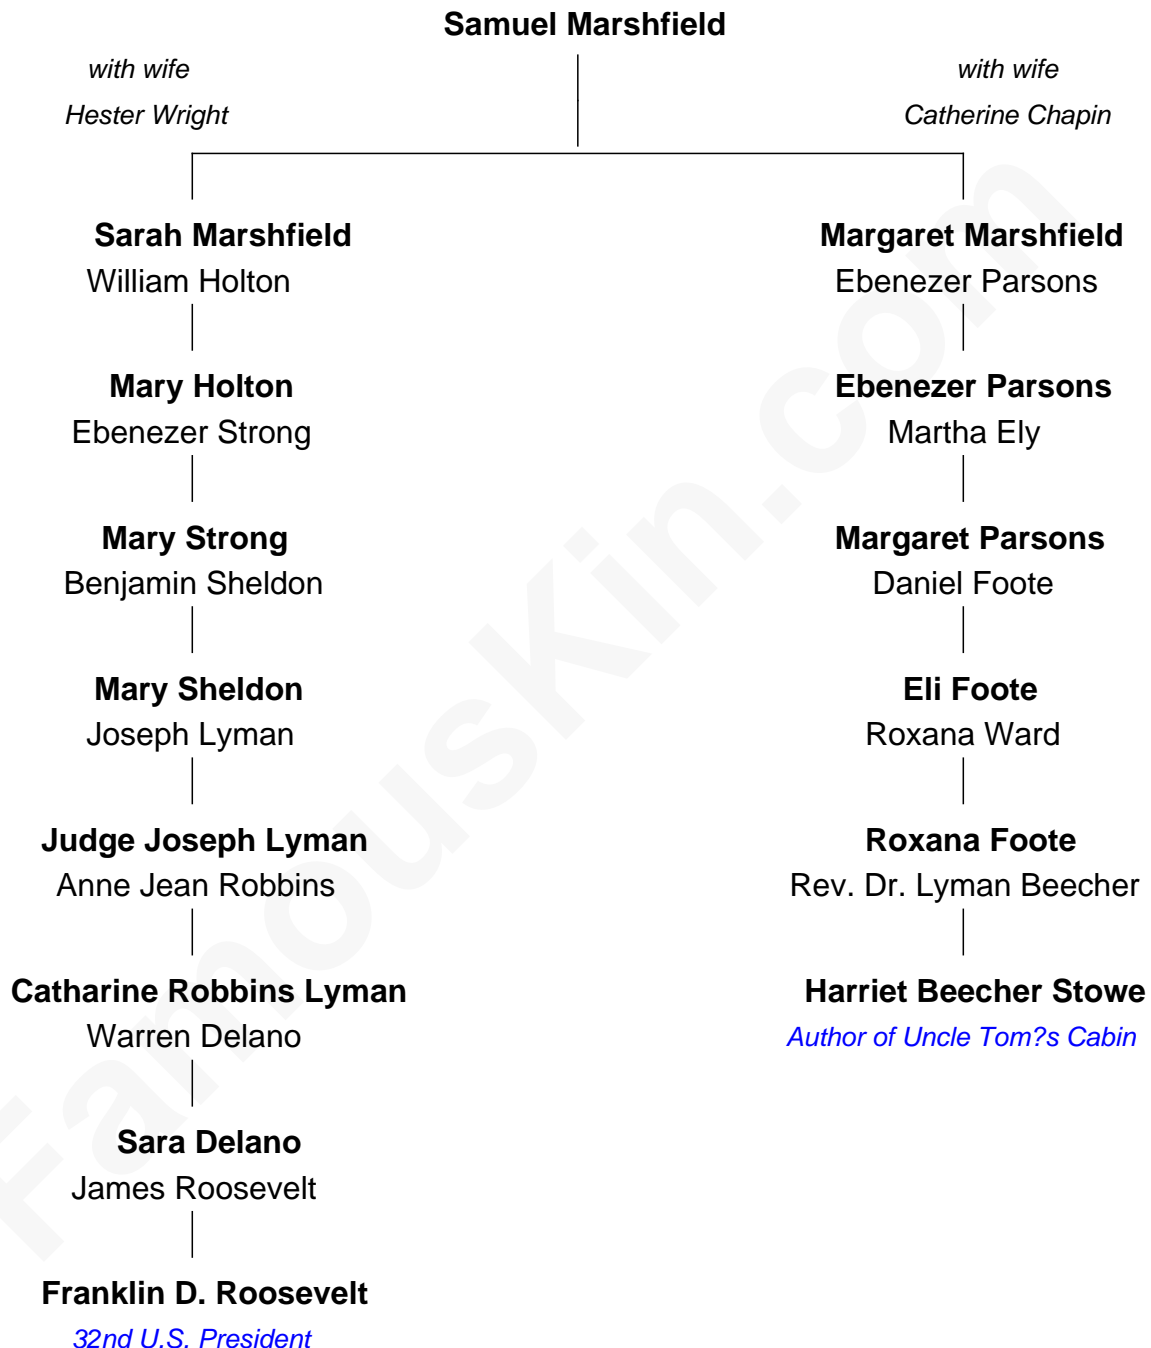 Samuel Marshfield
with wife
Hester Wright
with wife
Catherine Chapin
Sarah Marshfield
William Holton
Margaret Marshfield
Ebenezer Parsons
Mary Holton
Ebenezer Strong
Ebenezer Parsons
Martha Ely
Mary Strong
Benjamin Sheldon
Margaret Parsons
Daniel Foote
Mary Sheldon
Joseph Lyman
Eli Foote
Roxana Ward
Judge Joseph Lyman
Anne Jean Robbins
Roxana Foote
Rev. Dr. Lyman Beecher
Catharine Robbins Lyman
Warren Delano
Harriet Beecher Stowe
Author of Uncle Tom?s Cabin
Sara Delano
James Roosevelt
Franklin D. Roosevelt
32nd U.S. President
FamousKin.com